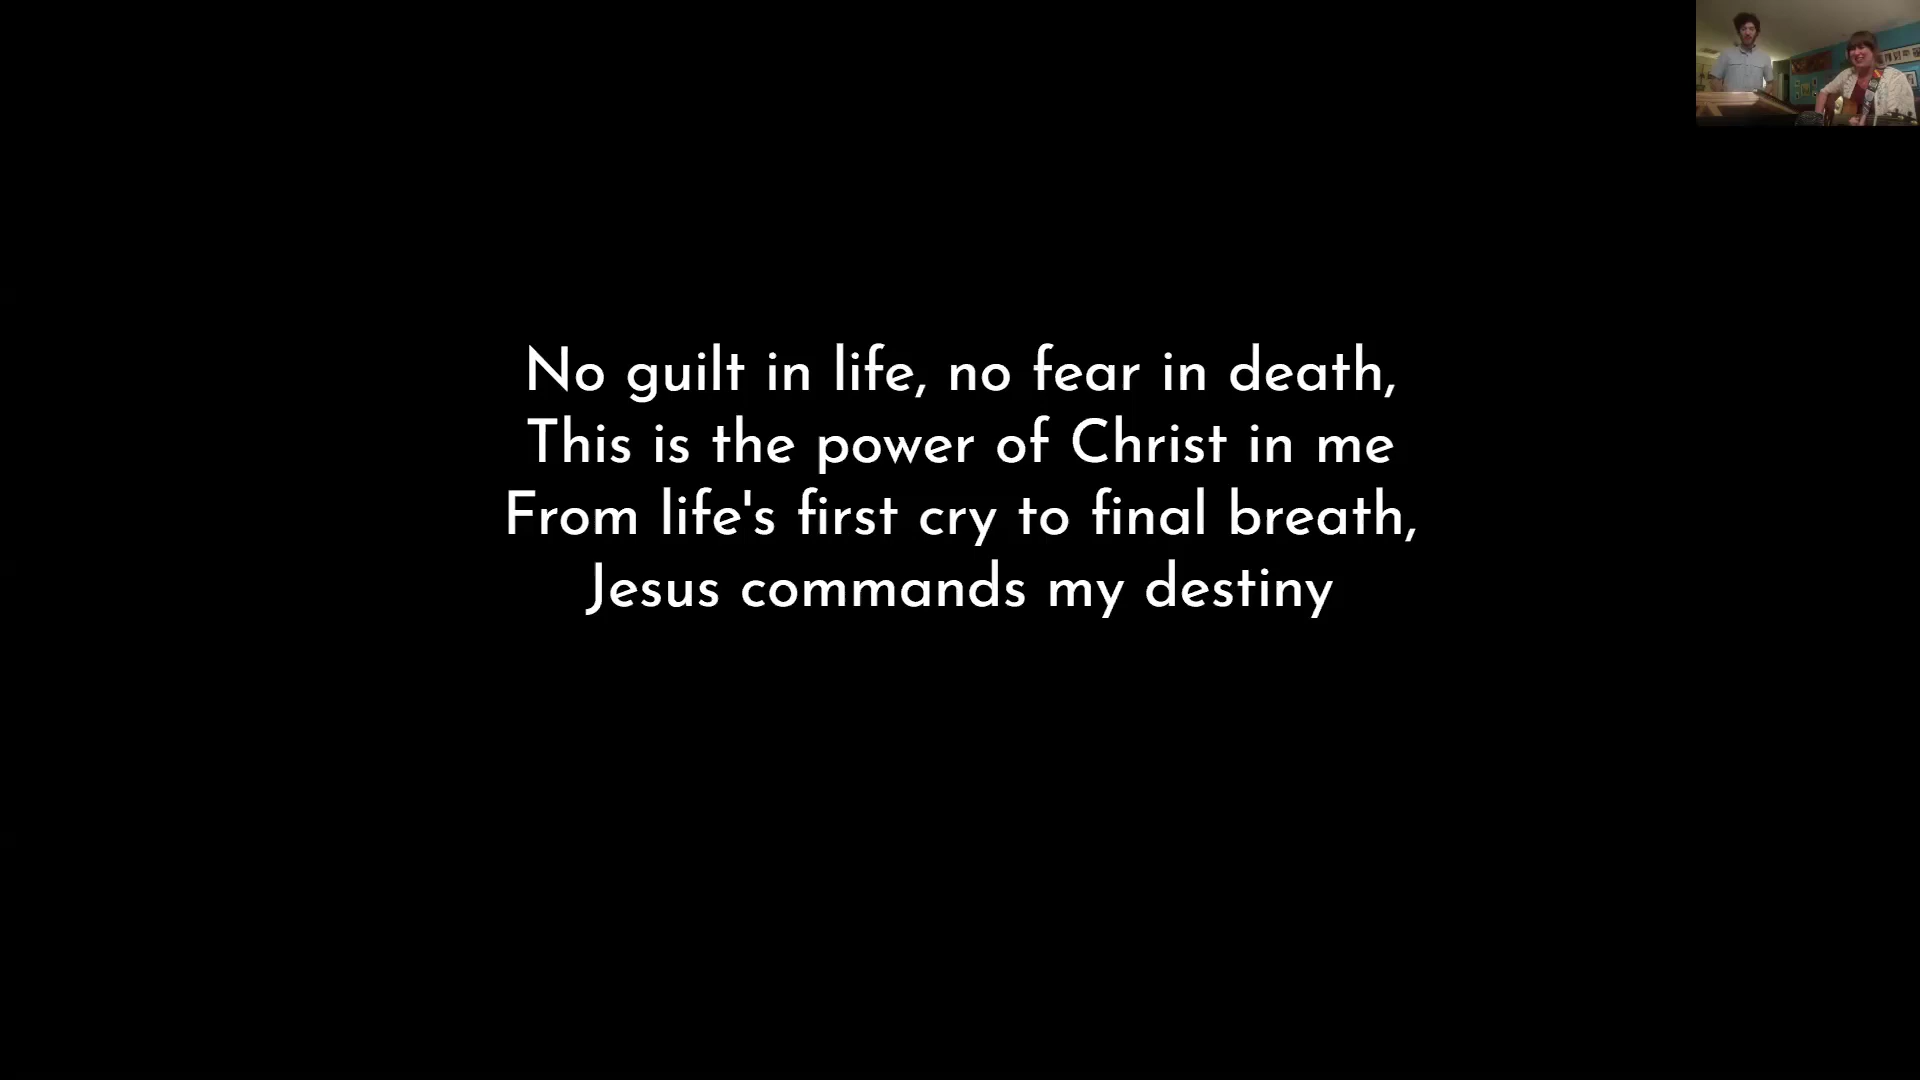 No guilt in life, no fear in death,
This is the power of Christ in me
From life's first cry to final breath,
Jesus commands my destiny